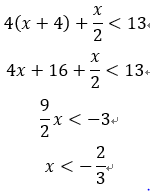 4(x + 4) + x/2 < 13↵
4x + 16 + x/2 < 13↵
9/2 x < −3↵
x < −2/3